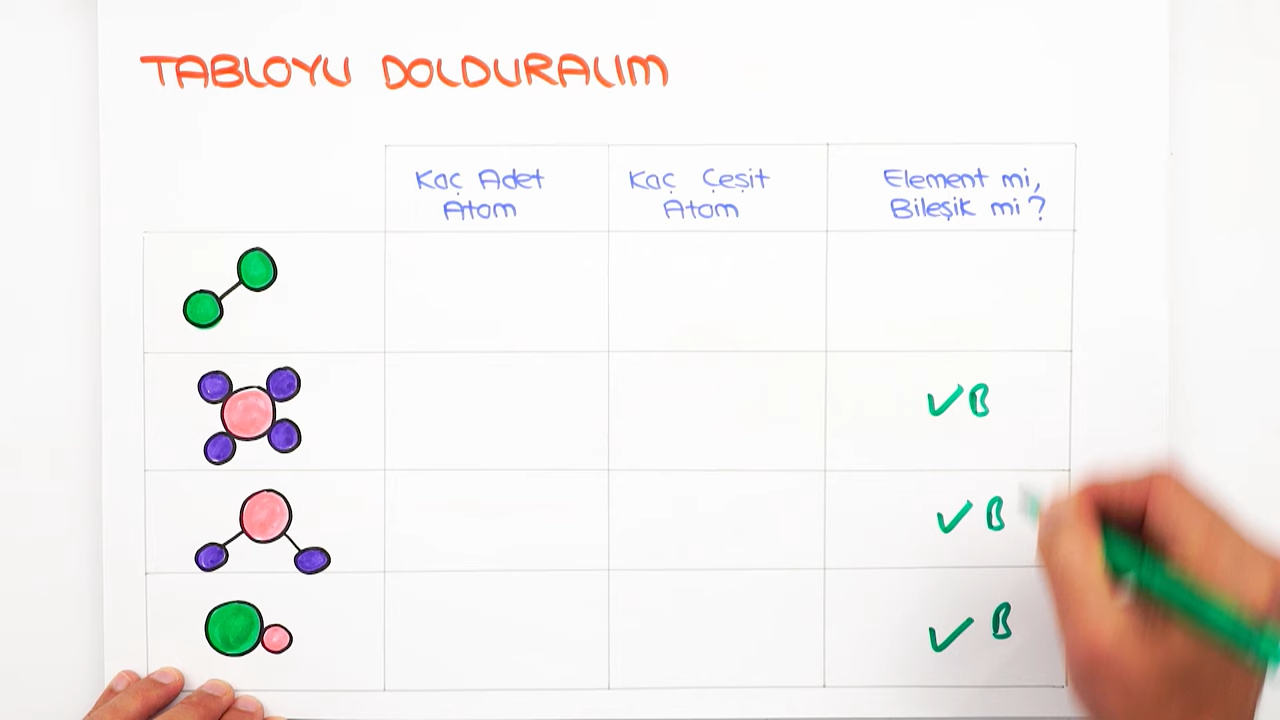 TABLOYU DOLDURALIM
Kaç Adet
Atom
Kaç Çeşit
Atom
Element mi,
Bileşik mi?
✓B
✓ B
✓ B